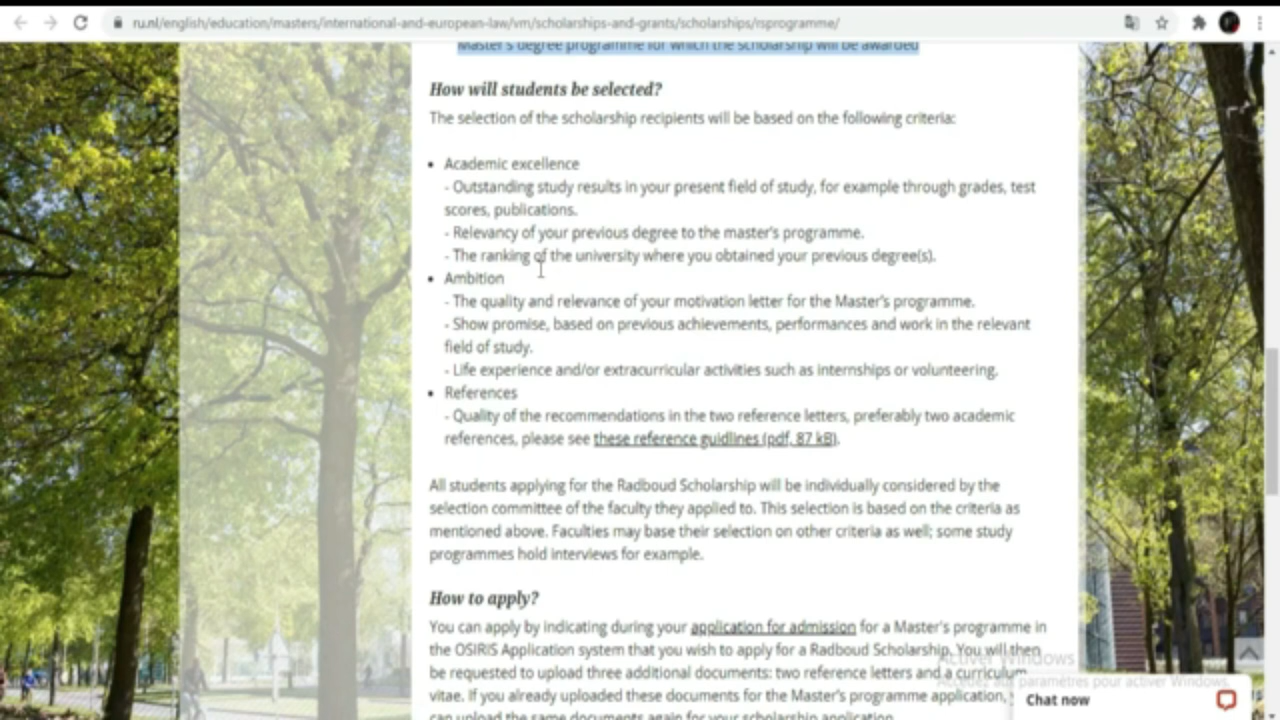 ru.nl/english/education/masters/international-and-european-law/vm/scholarships-and-grants/scholarships/rsprogramme/
Master's degree programme for which the scholarship will be awarded
How will students be selected?
The selection of the scholarship recipients will be based on the following criteria:
• Academic excellence
- Outstanding study results in your present field of study, for example through grades, test
scores, publications.
- Relevancy of your previous degree to the master's programme.
- The ranking of the university where you obtained your previous degree(s).
• Ambition
- The quality and relevance of your motivation letter for the Master's programme.
- Show promise, based on previous achievements, performances and work in the relevant
field of study.
- Life experience and/or extracurricular activities such as internships or volunteering.
• References
- Quality of the recommendations in the two reference letters, preferably two academic
references, please see these reference guidlines (pdf, 87 kB).
All students applying for the Radboud Scholarship will be individually considered by the
selection committee of the faculty they applied to. This selection is based on the criteria as
mentioned above. Faculties may base their selection on other criteria as well; some study
programmes hold interviews for example.
How to apply?
You can apply by indicating during your application for admission for a Master's programme in
the OSIRIS Application system that you wish to apply for a Radboud Scholarship. You will then
be requested to upload three additional documents: two reference letters and a curriculum
vitae. If you already uploaded these documents for the Master's programme application,
can upload the same documents again for your scholarship application.
Activer Windows
Accédez aux paramètres pour activer Windows.
Chat now